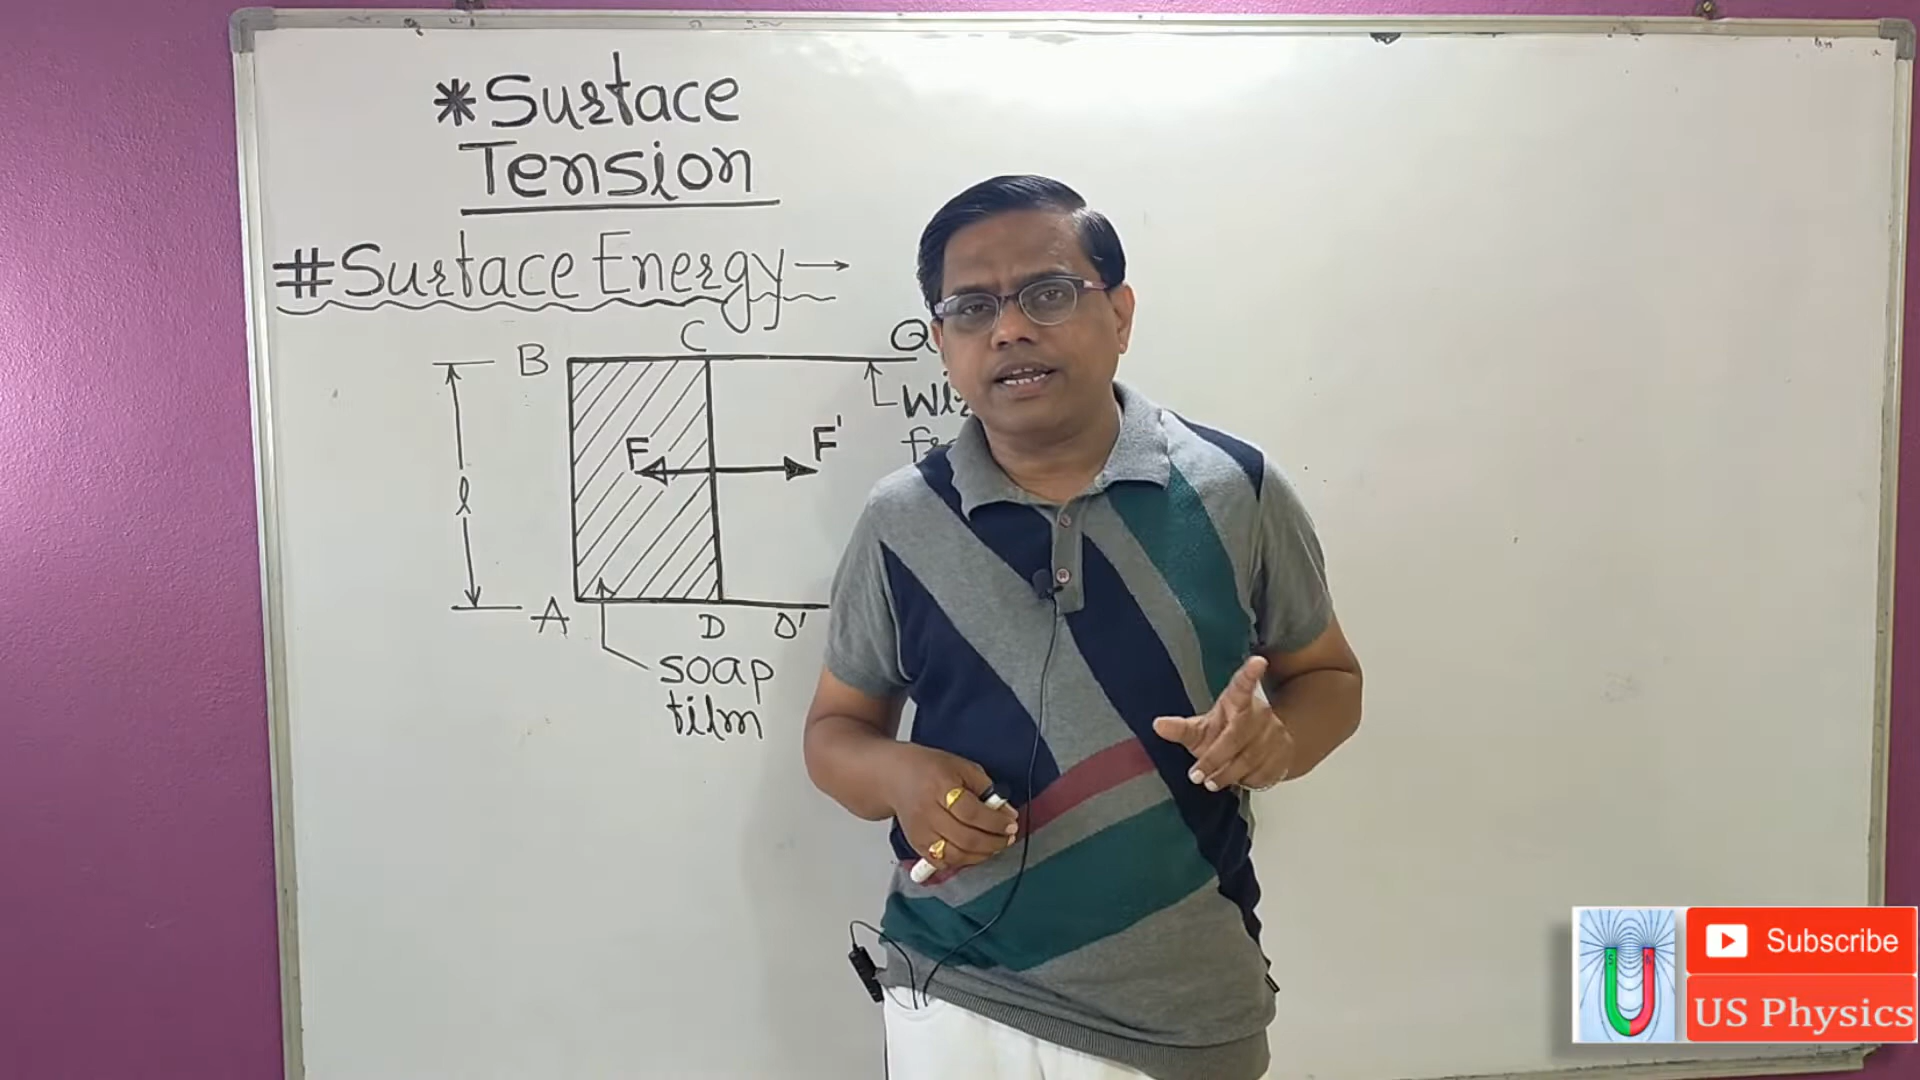 *Surface
Tension
#Surface Energy→
B
C
Q
l
F
F'
A
D
D'
soap
film
Subscribe
US Physics